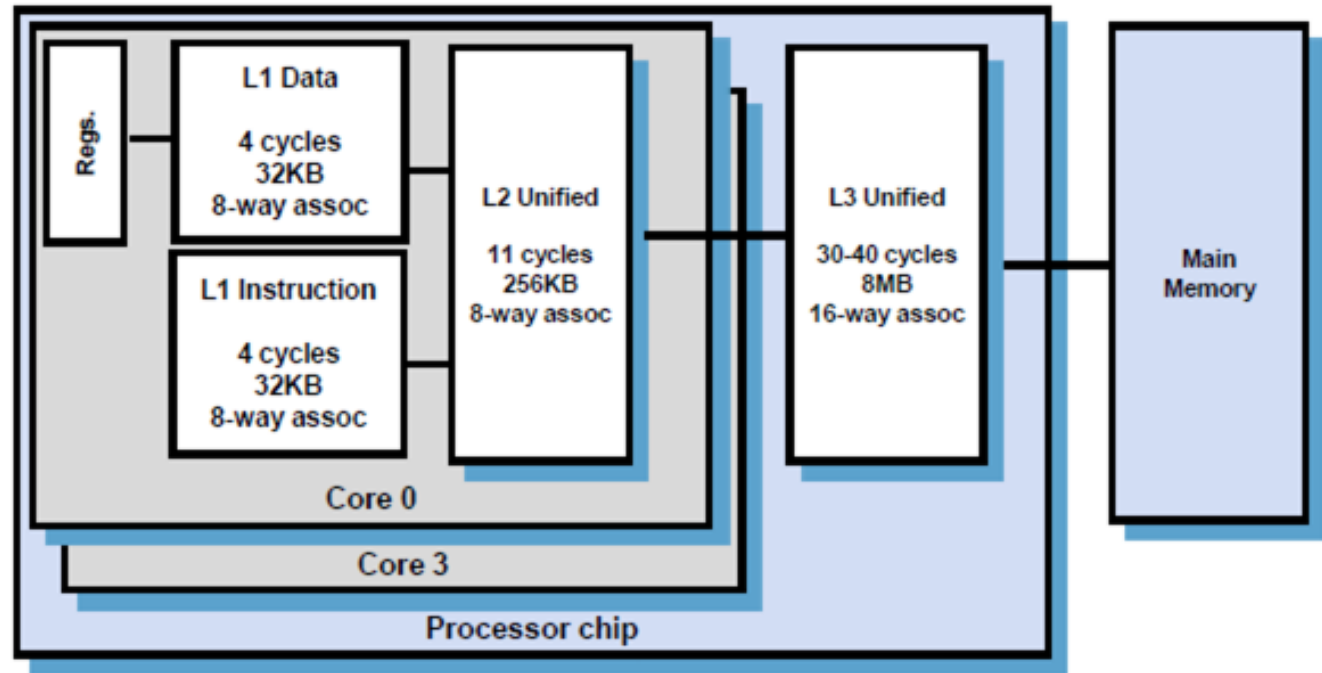 Regs.
L1 Data
4 cycles
32KB
8-way assoc
L1 Instruction
4 cycles
32KB
8-way assoc
L2 Unified
11 cycles
256KB
8-way assoc
L3 Unified
30-40 cycles
8MB
16-way assoc
Main
Memory
Core 0
Core 3
Processor chip